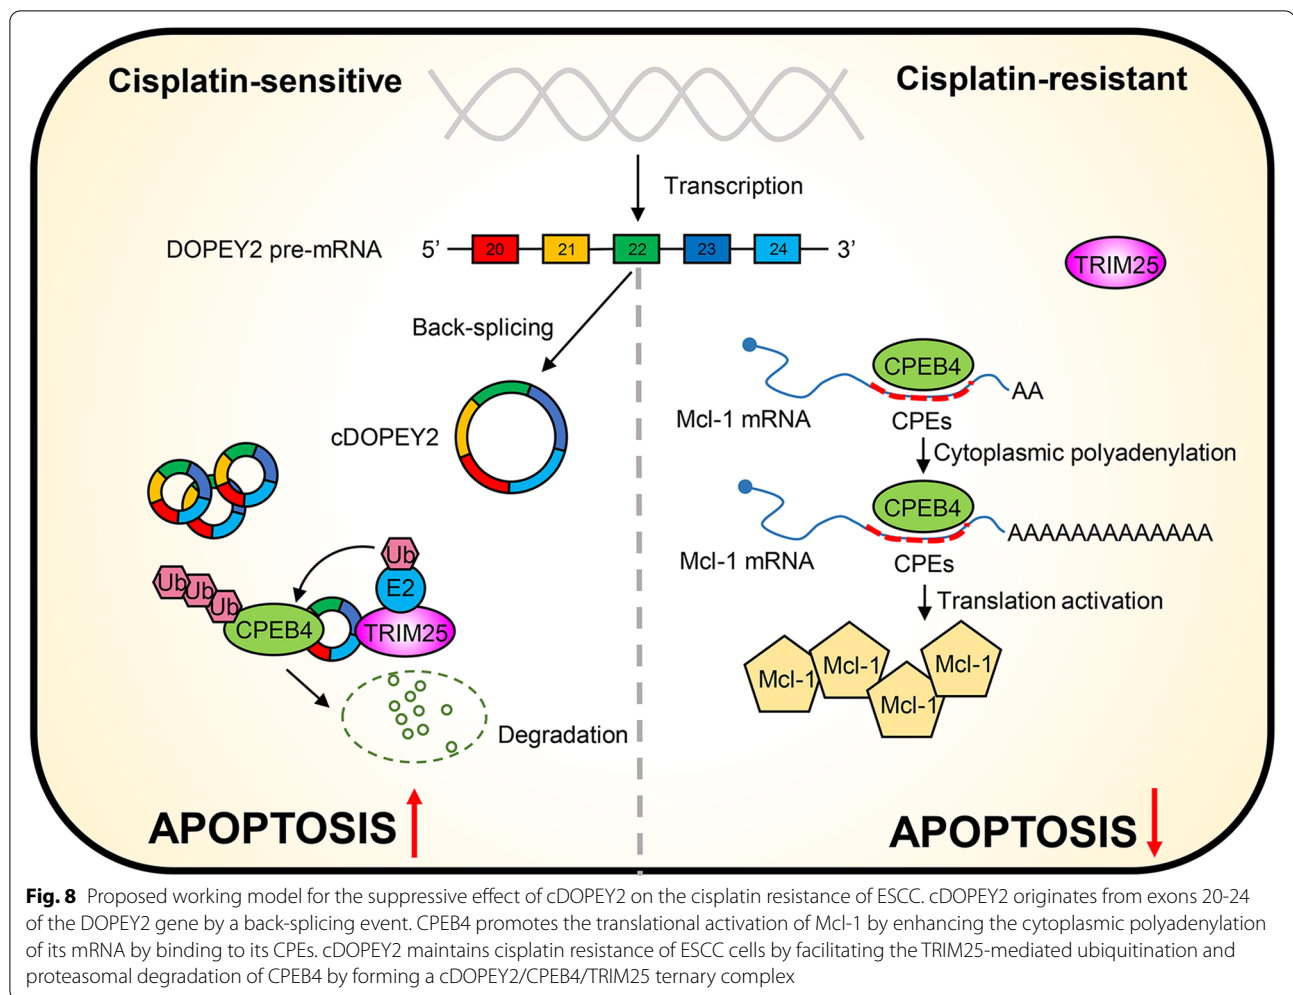 Cisplatin-sensitive
Cisplatin-resistant
Transcription
DOPEY2 pre-mRNA
5’
20
21
22
23
24
3’
Back-splicing
cDOPEY2
Ub
E2
Ub
Ub
Ub
CPEB4
TRIM25
Degradation
APOPTOSIS
TRIM25
CPEB4
AA
Mcl-1 mRNA
CPEs
Cytoplasmic polyadenylation
CPEB4
AAAAAAAAAAAAA
Mcl-1 mRNA
CPEs
Translation activation
Mcl-1
Mcl-1
Mcl-1
Mcl-1
APOPTOSIS
Fig. 8 Proposed working model for the suppressive effect of cDOPEY2 on the cisplatin resistance of ESCC. cDOPEY2 originates from exons 20-24
of the DOPEY2 gene by a back-splicing event. CPEB4 promotes the translational activation of Mcl-1 by enhancing the cytoplasmic polyadenylation
of its mRNA by binding to its CPEs. cDOPEY2 maintains cisplatin resistance of ESCC cells by facilitating the TRIM25-mediated ubiquitination and
proteasomal degradation of CPEB4 by forming a cDOPEY2/CPEB4/TRIM25 ternary complex